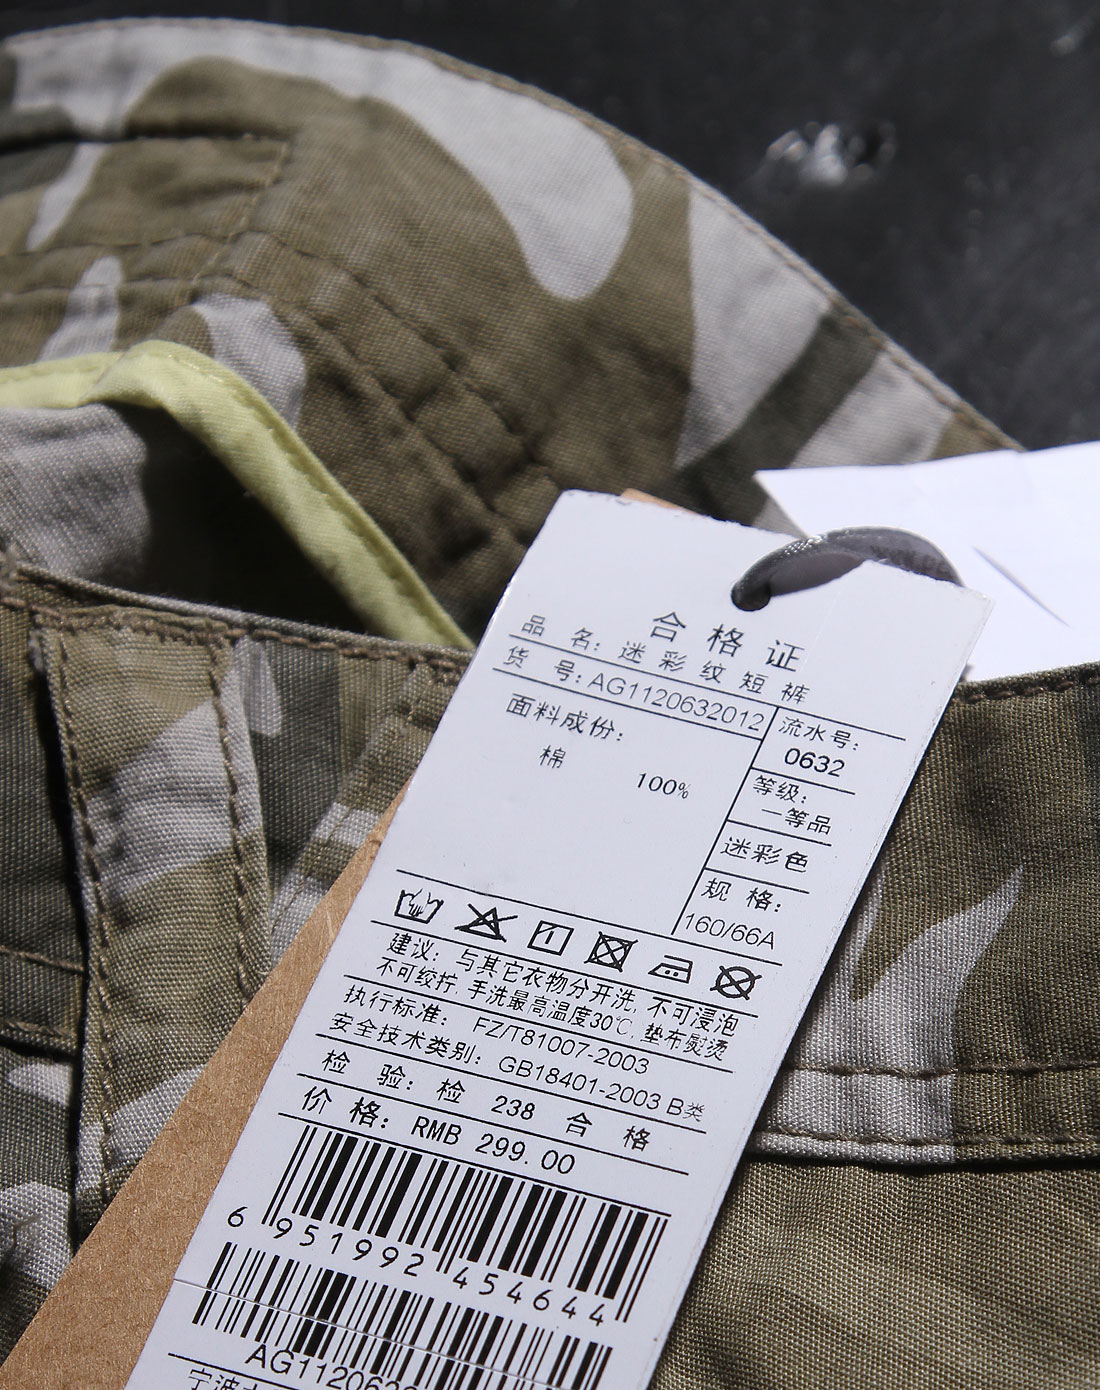 合格证
品 名: 迷彩纹短裤
货 号: AG1120632012
流水号:
0632
面料成份:
棉 100%
等级:
一等品
迷彩色
规 格:
160/66A
建议: 与其它衣物分开洗, 不可浸泡
不可绞拧, 手洗最高温度30℃, 垫布熨烫
执行标准: FZ/T81007-2003
安全技术类别: GB18401-2003 B类
检 验: 检 238 合 格
价 格: RMB 299.00
6 951992 454644
AG1120632
宁波